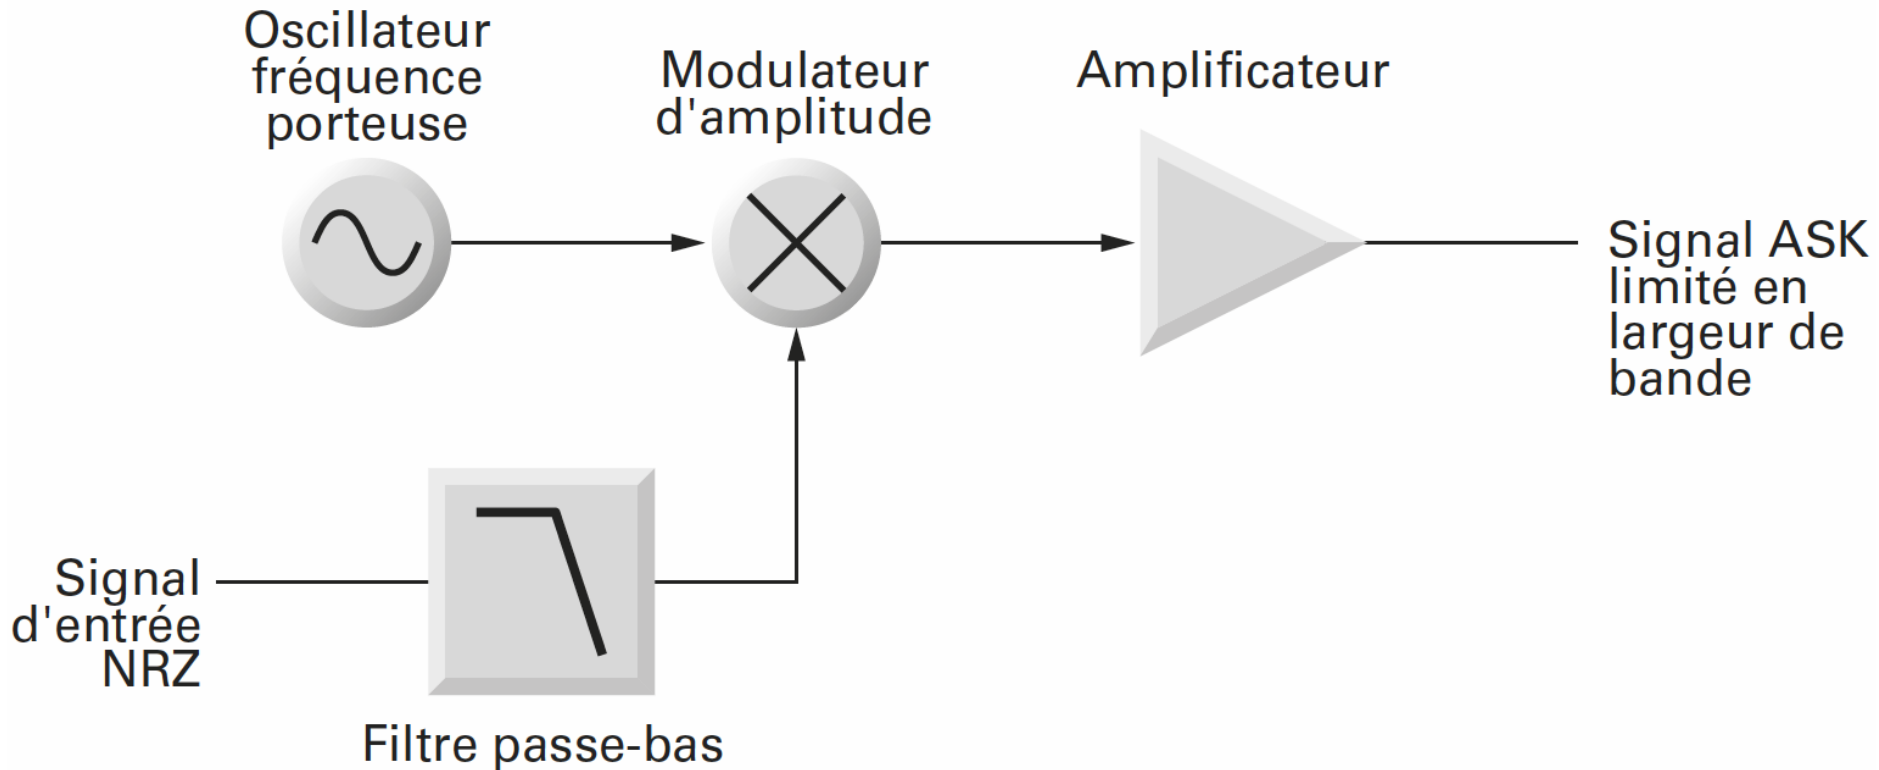 Oscillateur
fréquence
porteuse
Modulateur
d'amplitude
Amplificateur
Signal ASK
limité en
largeur de
bande
Signal
d'entrée
NRZ
Filtre passe-bas